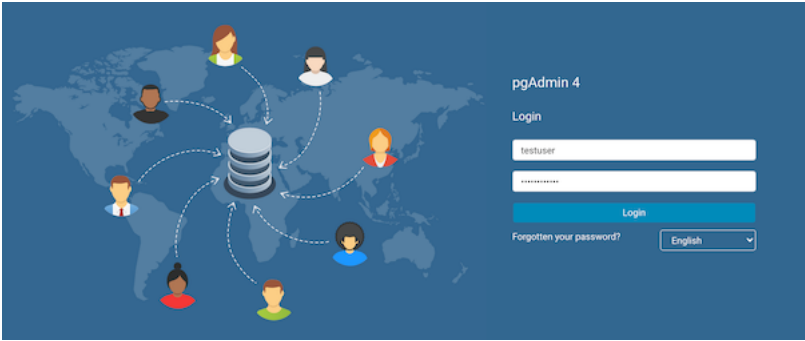 pgAdmin 4
Login
testuser
••••••••••••
Login
Forgotten your password?
English